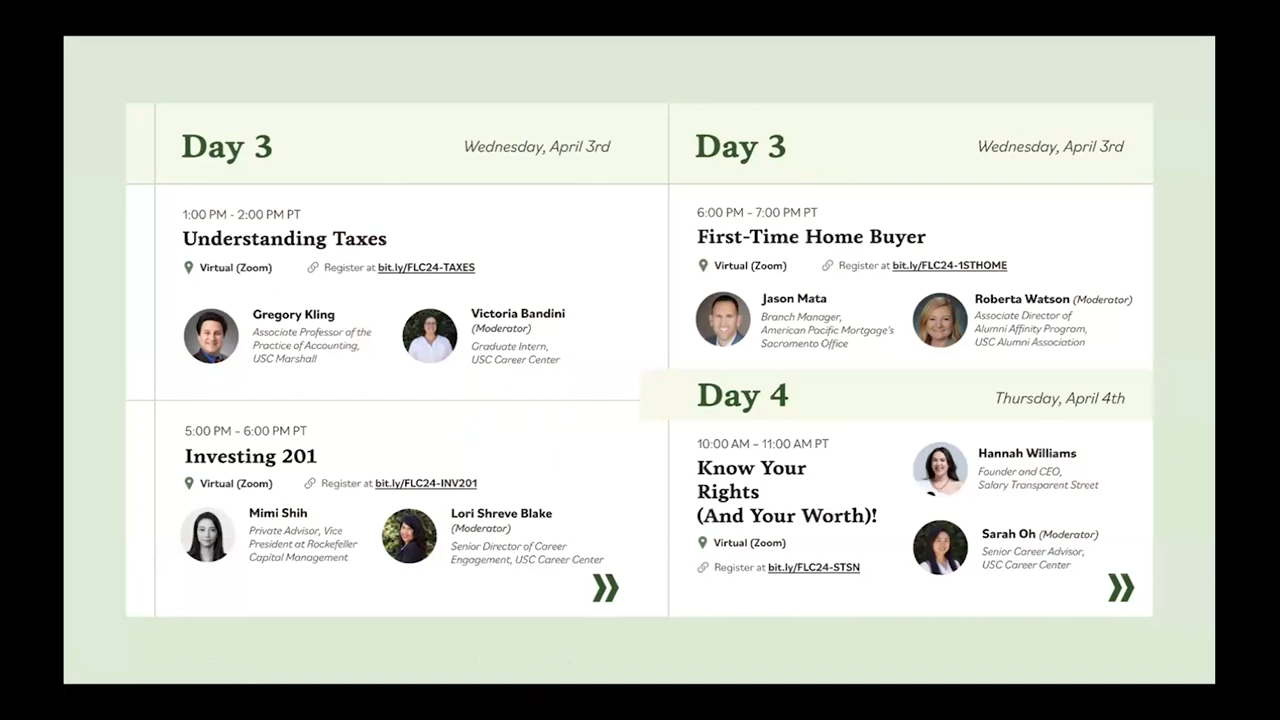 Day 3
Wednesday, April 3rd
1:00 PM - 2:00 PM PT
Understanding Taxes
Virtual (Zoom)
Register at bit.ly/FLC24-TAXES
Gregory Kling
Associate Professor of the
Practice of Accounting,
USC Marshall
Victoria Bandini
(Moderator)
Graduate Intern,
USC Career Center
5:00 PM – 6:00 PM PT
Investing 201
Virtual (Zoom)
Register at bit.ly/FLC24-INV201
Mimi Shih
Private Advisor, Vice
President at Rockefeller
Capital Management
Lori Shreve Blake
(Moderator)
Senior Director of Career
Engagement, USC Career Center
Day 3
Wednesday, April 3rd
6:00 PM – 7:00 PM PT
First-Time Home Buyer
Virtual (Zoom)
Register at bit.ly/FLC24-1STHOME
Jason Mata
Branch Manager,
American Pacific Mortgage's
Sacramento Office
Roberta Watson (Moderator)
Associate Director of
Alumni Affinity Program,
USC Alumni Association
Day 4
Thursday, April 4th
10:00 AM – 11:00 AM PT
Know Your
Rights
(And Your Worth)!
Virtual (Zoom)
Register at bit.ly/FLC24-STSN
Hannah Williams
Founder and CEO,
Salary Transparent Street
Sarah Oh (Moderator)
Senior Career Advisor,
USC Career Center